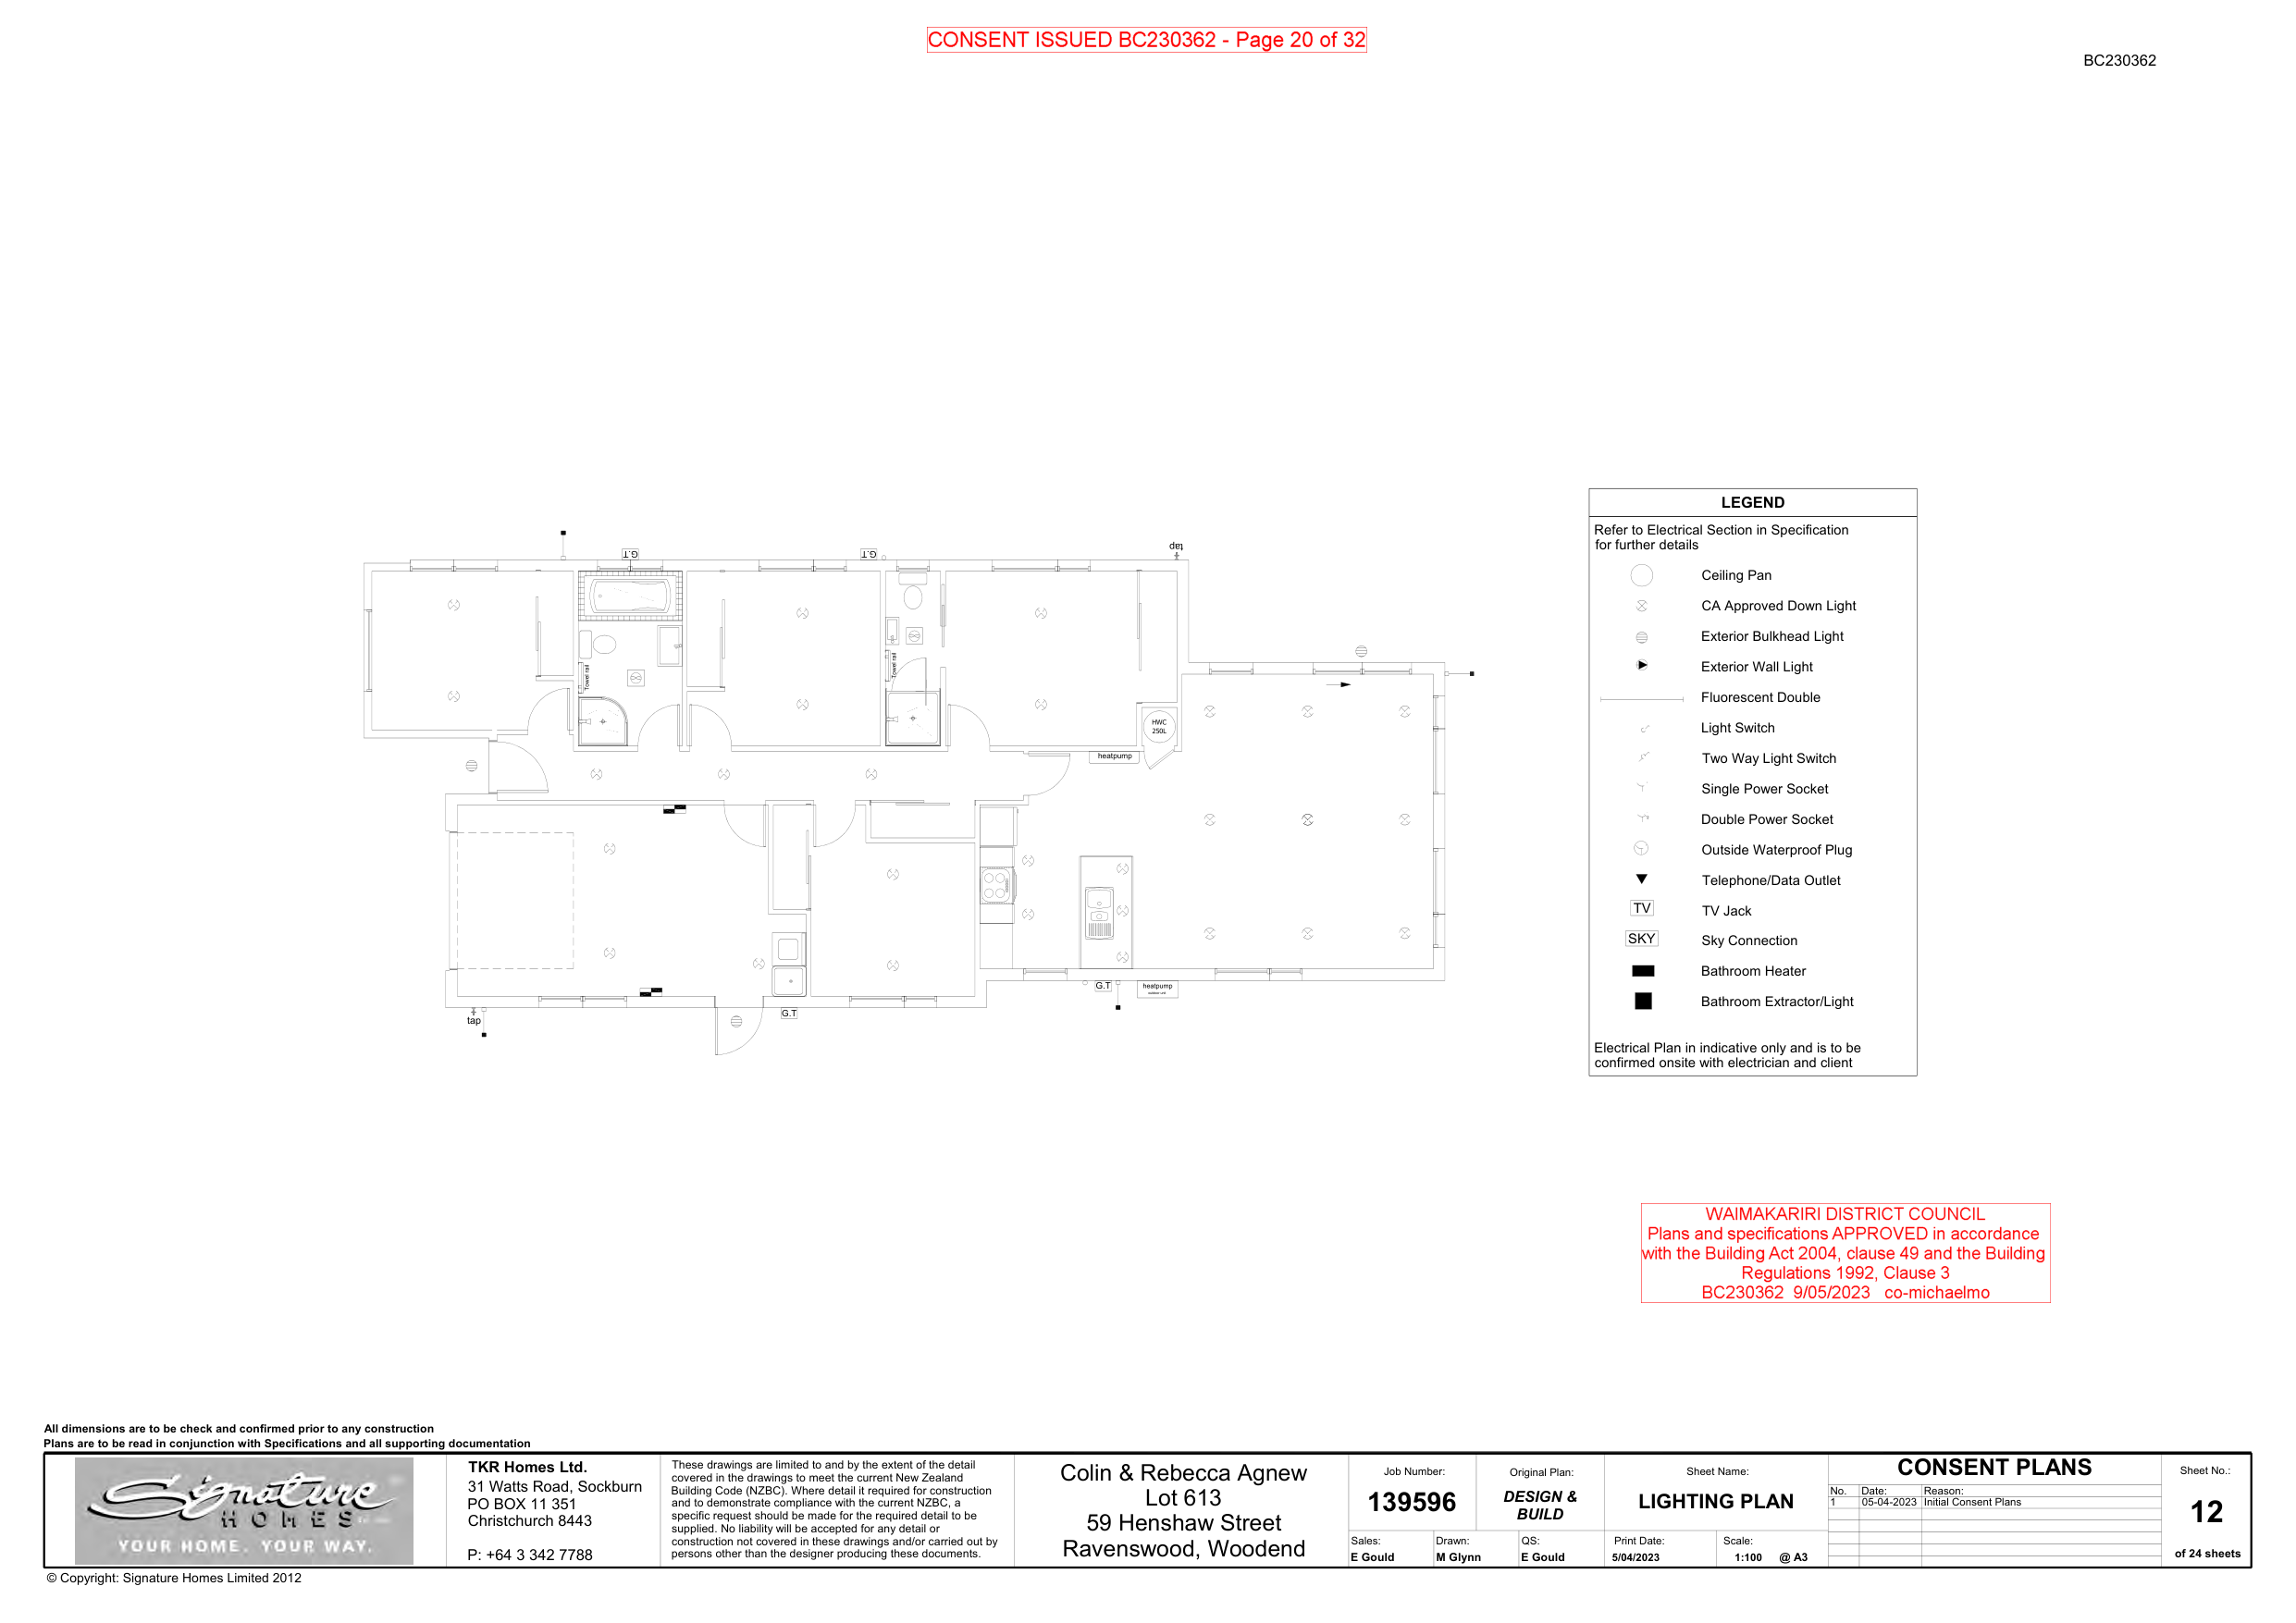 CONSENT ISSUED BC230362 - Page 20 of 32
BC230362
G.T
G.T
tap
Towel rail
Towel rail
HWC
250L
heatpump
G.T
heatpump
tap
G.T
LEGEND
Refer to Electrical Section in Specification
for further details
Ceiling Pan
CA Approved Down Light
Exterior Bulkhead Light
Exterior Wall Light
Fluorescent Double
Light Switch
Two Way Light Switch
Single Power Socket
Double Power Socket
Outside Waterproof Plug
Telephone/Data Outlet
TV TV Jack
SKY Sky Connection
Bathroom Heater
Bathroom Extractor/Light
Electrical Plan in indicative only and is to be
confirmed onsite with electrician and client
WAIMAKARIRI DISTRICT COUNCIL
Plans and specifications APPROVED in accordance
with the Building Act 2004, clause 49 and the Building
Regulations 1992, Clause 3
BC230362 9/05/2023 co-michaelmo
All dimensions are to be check and confirmed prior to any construction
Plans are to be read in conjunction with Specifications and all supporting documentation
Signature
HOMES
YOUR HOME. YOUR WAY.
TKR Homes Ltd.
31 Watts Road, Sockburn
PO BOX 11 351
Christchurch 8443
P: +64 3 342 7788
These drawings are limited to and by the extent of the detail
covered in the drawings to meet the current New Zealand
Building Code (NZBC). Where detail it required for construction
and to demonstrate compliance with the current NZBC, a
specific request should be made for the required detail to be
supplied. No liability will be accepted for any detail or
construction not covered in these drawings and/or carried out by
persons other than the designer producing these documents.
Colin & Rebecca Agnew
Lot 613
59 Henshaw Street
Ravenswood, Woodend
Job Number:
139596
Original Plan:
DESIGN &
BUILD
Sales:
E Gould
Drawn:
M Glynn
QS:
E Gould
Sheet Name:
LIGHTING PLAN
Print Date:
5/04/2023
Scale:
1:100 @ A3
CONSENT PLANS
No. Date: Reason:
1 05-04-2023 Initial Consent Plans
Sheet No.:
12
of 24 sheets
© Copyright: Signature Homes Limited 2012